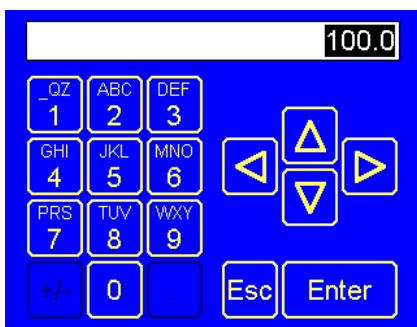 100.0
_QZ ABC DEF
1 2 3
GHI JKL MNO
4 5 6
PRS TUV WXY
7 8 9
+/- 0 .
Esc Enter